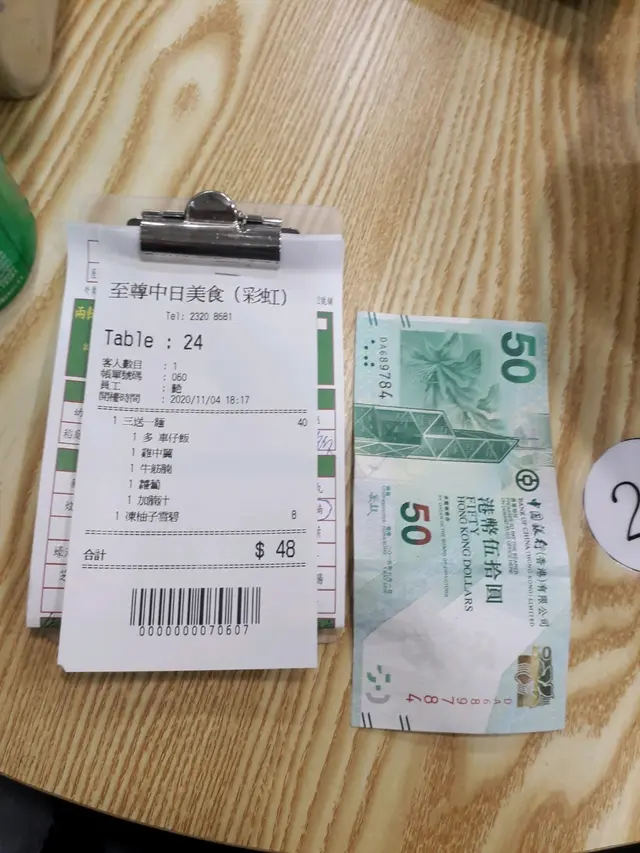 至尊中日美食（彩虹）
Tel: 2320 8681
Table : 24
客人數目 : 1
帳單號碼 : 060
員工 : 艷
開檯時間 : 2020/11/04 18:17
1 三送一麵 40
1 多 車仔飯
1 雞中翼
1 牛筋腩
1 蘿蔔
1 加豉汁
1 凍柚子雪碧 8
合計 $ 48
0000000070607
50
DA689784
中國銀行(香港)有限公司
BANK OF CHINA (HONG KONG) LIMITED
港幣伍拾圓
FIFTY
HONG KONG DOLLARS
50
DA689784
2